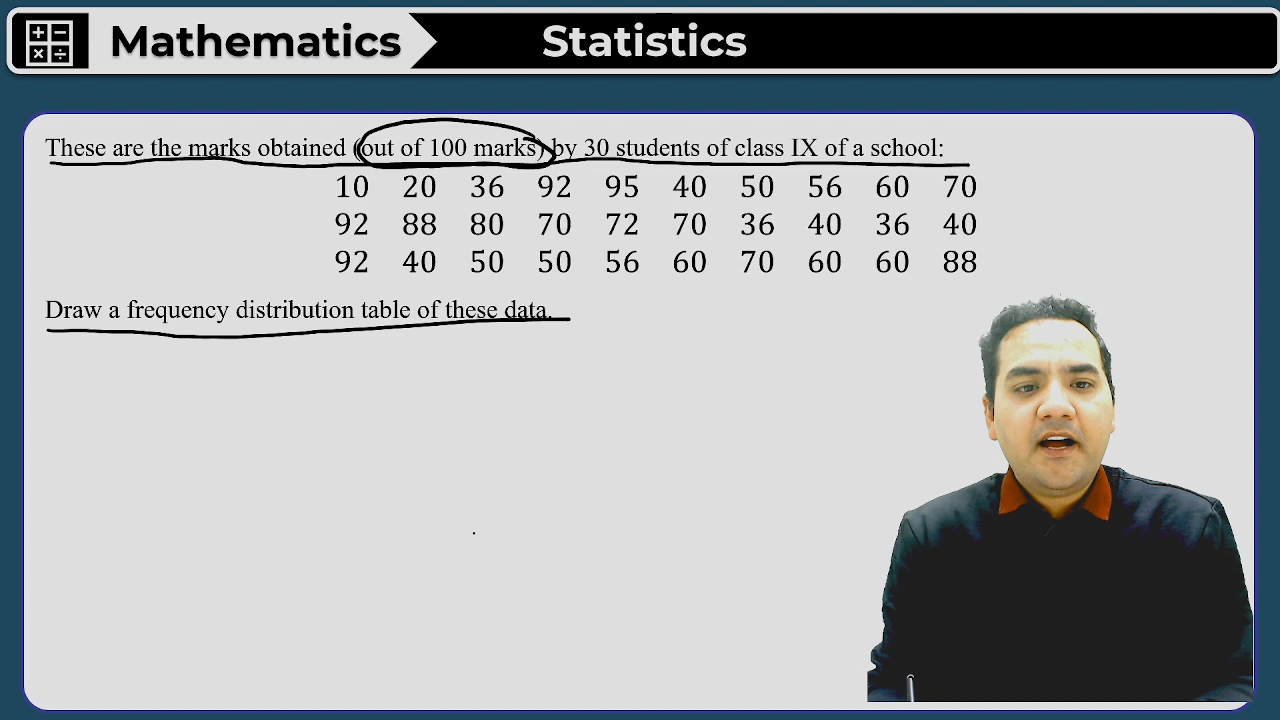 Mathematics
Statistics
These are the marks obtained (out of 100 marks) by 30 students of class IX of a school:
10 20 36 92 95 40 50 56 60 70
92 88 80 70 72 70 36 40 36 40
92 40 50 50 56 60 70 60 60 88
Draw a frequency distribution table of these data.